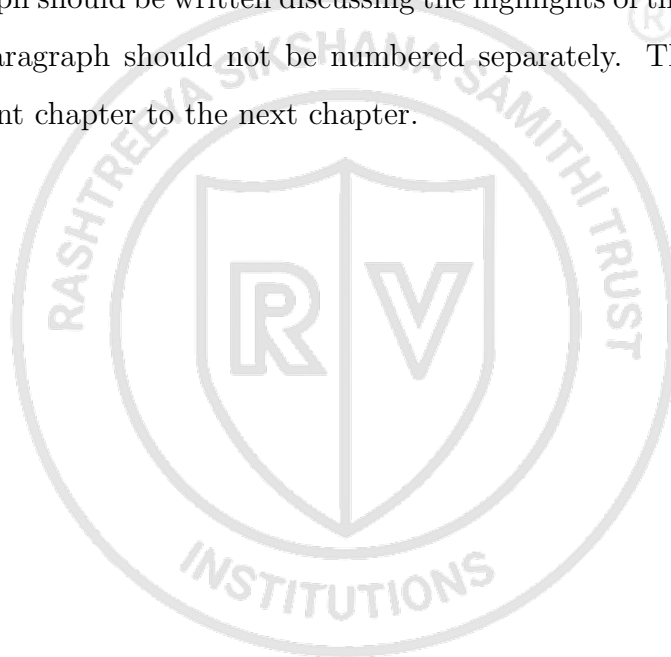 ph should be written discussing the highlights of th
aragraph should not be numbered separately. Th
nt chapter to the next chapter.
RASHTREEYA SIKSHANA SAMITHI TRUST
®
RV
INSTITUTIONS